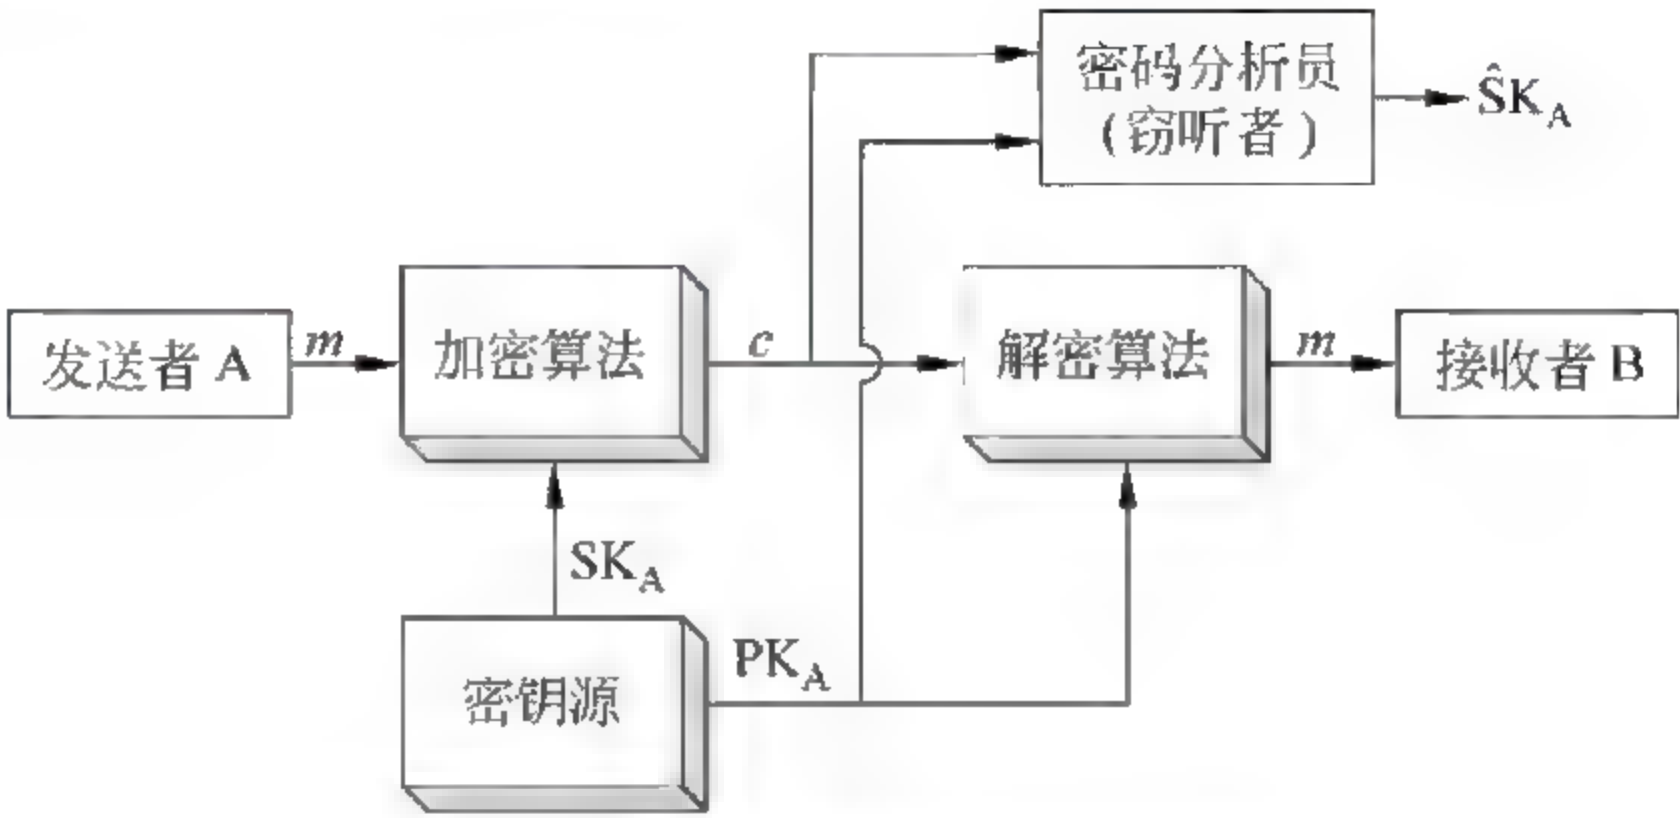 密码分析员
(窃听者)
ŜK_A
发送者 A
m
加密算法
c
解密算法
m
接收者 B
SK_A
PK_A
密钥源